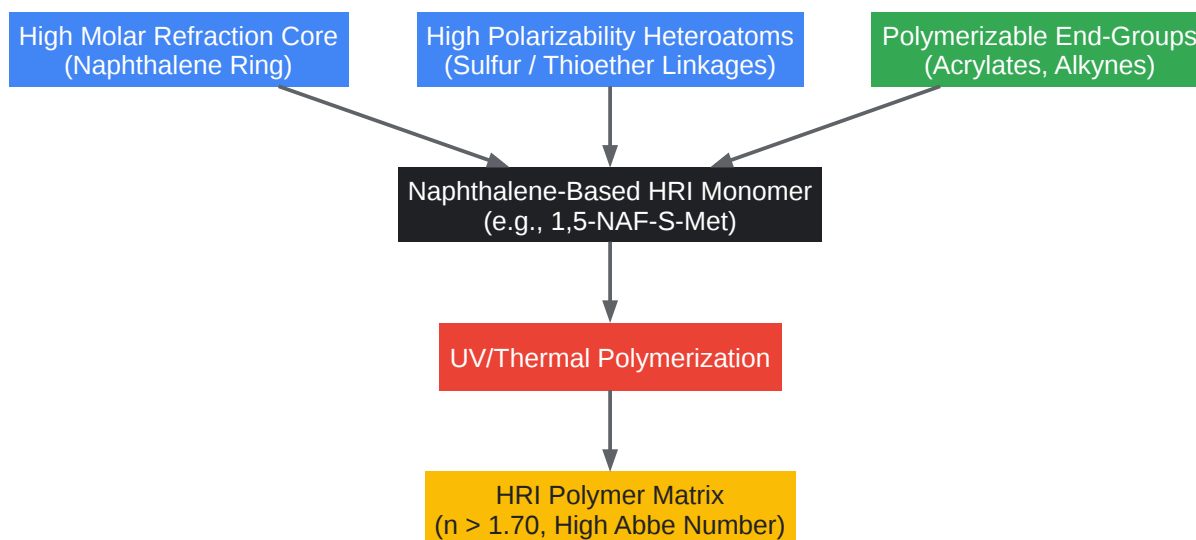 High Molar Refraction Core
(Naphthalene Ring)
High Polarizability Heteroatoms
(Sulfur / Thioether Linkages)
Polymerizable End-Groups
(Acrylates, Alkynes)
Naphthalene-Based HRI Monomer
(e.g., 1,5-NAF-S-Met)
UV/Thermal Polymerization
HRI Polymer Matrix
(n > 1.70, High Abbe Number)